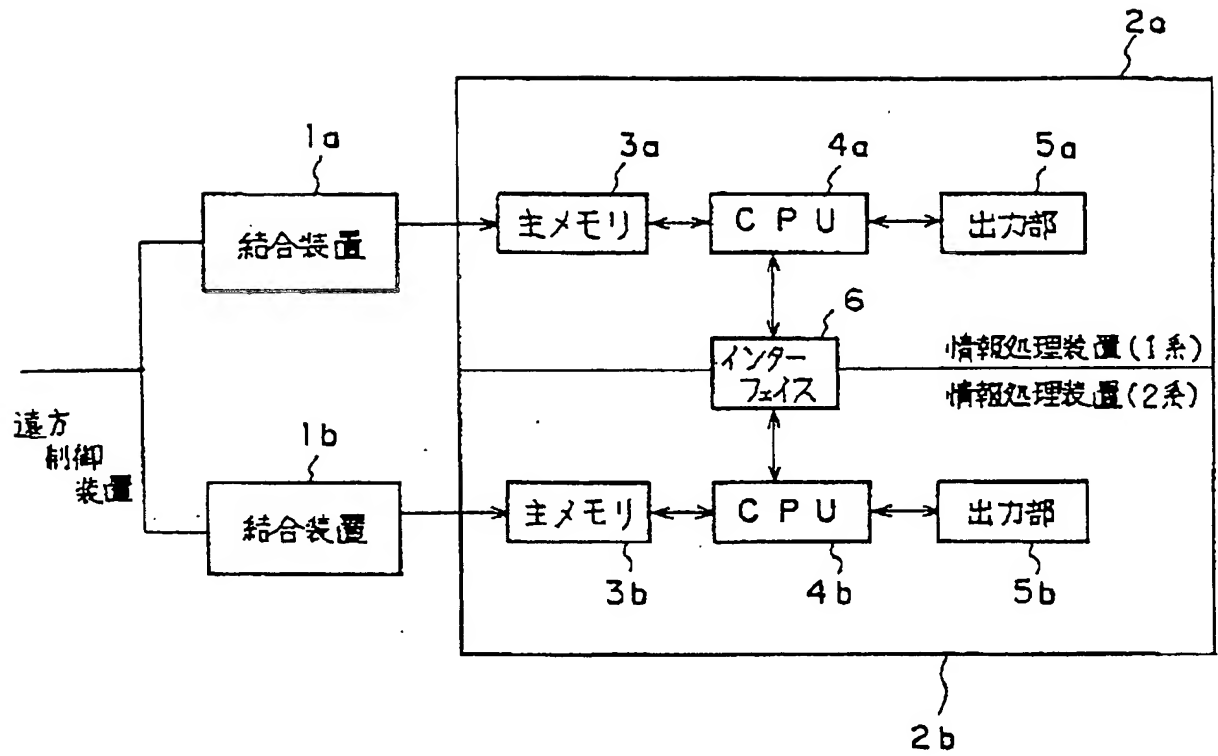 2a
1a
3a
4a
5a
結合装置
主メモリ
CPU
出力部
6
インター
フェイス
情報処理装置(1系)
情報処理装置(2系)
遠方
制御
装置
1b
結合装置
主メモリ
CPU
出力部
3b
4b
5b
2b